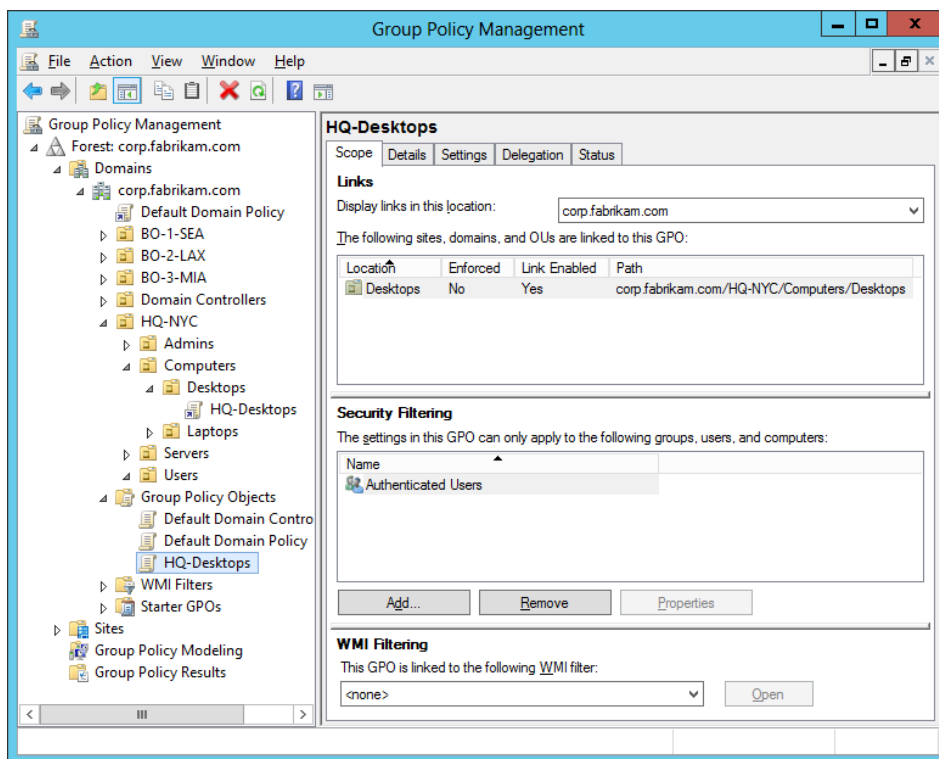 Group Policy Management
File Action View Window Help
Group Policy Management
Forest: corp.fabrikam.com
Domains
corp.fabrikam.com
Default Domain Policy
BO-1-SEA
BO-2-LAX
BO-3-MIA
Domain Controllers
HQ-NYC
Admins
Computers
Desktops
HQ-Desktops
Laptops
Servers
Users
Group Policy Objects
Default Domain Contro
Default Domain Policy
HQ-Desktops
WMI Filters
Starter GPOs
Sites
Group Policy Modeling
Group Policy Results
HQ-Desktops
Scope Details Settings Delegation Status
Links
Display links in this location: corp.fabrikam.com
The following sites, domains, and OUs are linked to this GPO:
Location Enforced Link Enabled Path
Desktops No Yes corp.fabrikam.com/HQ-NYC/Computers/Desktops
Security Filtering
The settings in this GPO can only apply to the following groups, users, and computers:
Name
Authenticated Users
Add... Remove Properties
WMI Filtering
This GPO is linked to the following WMI filter:
<none> Open